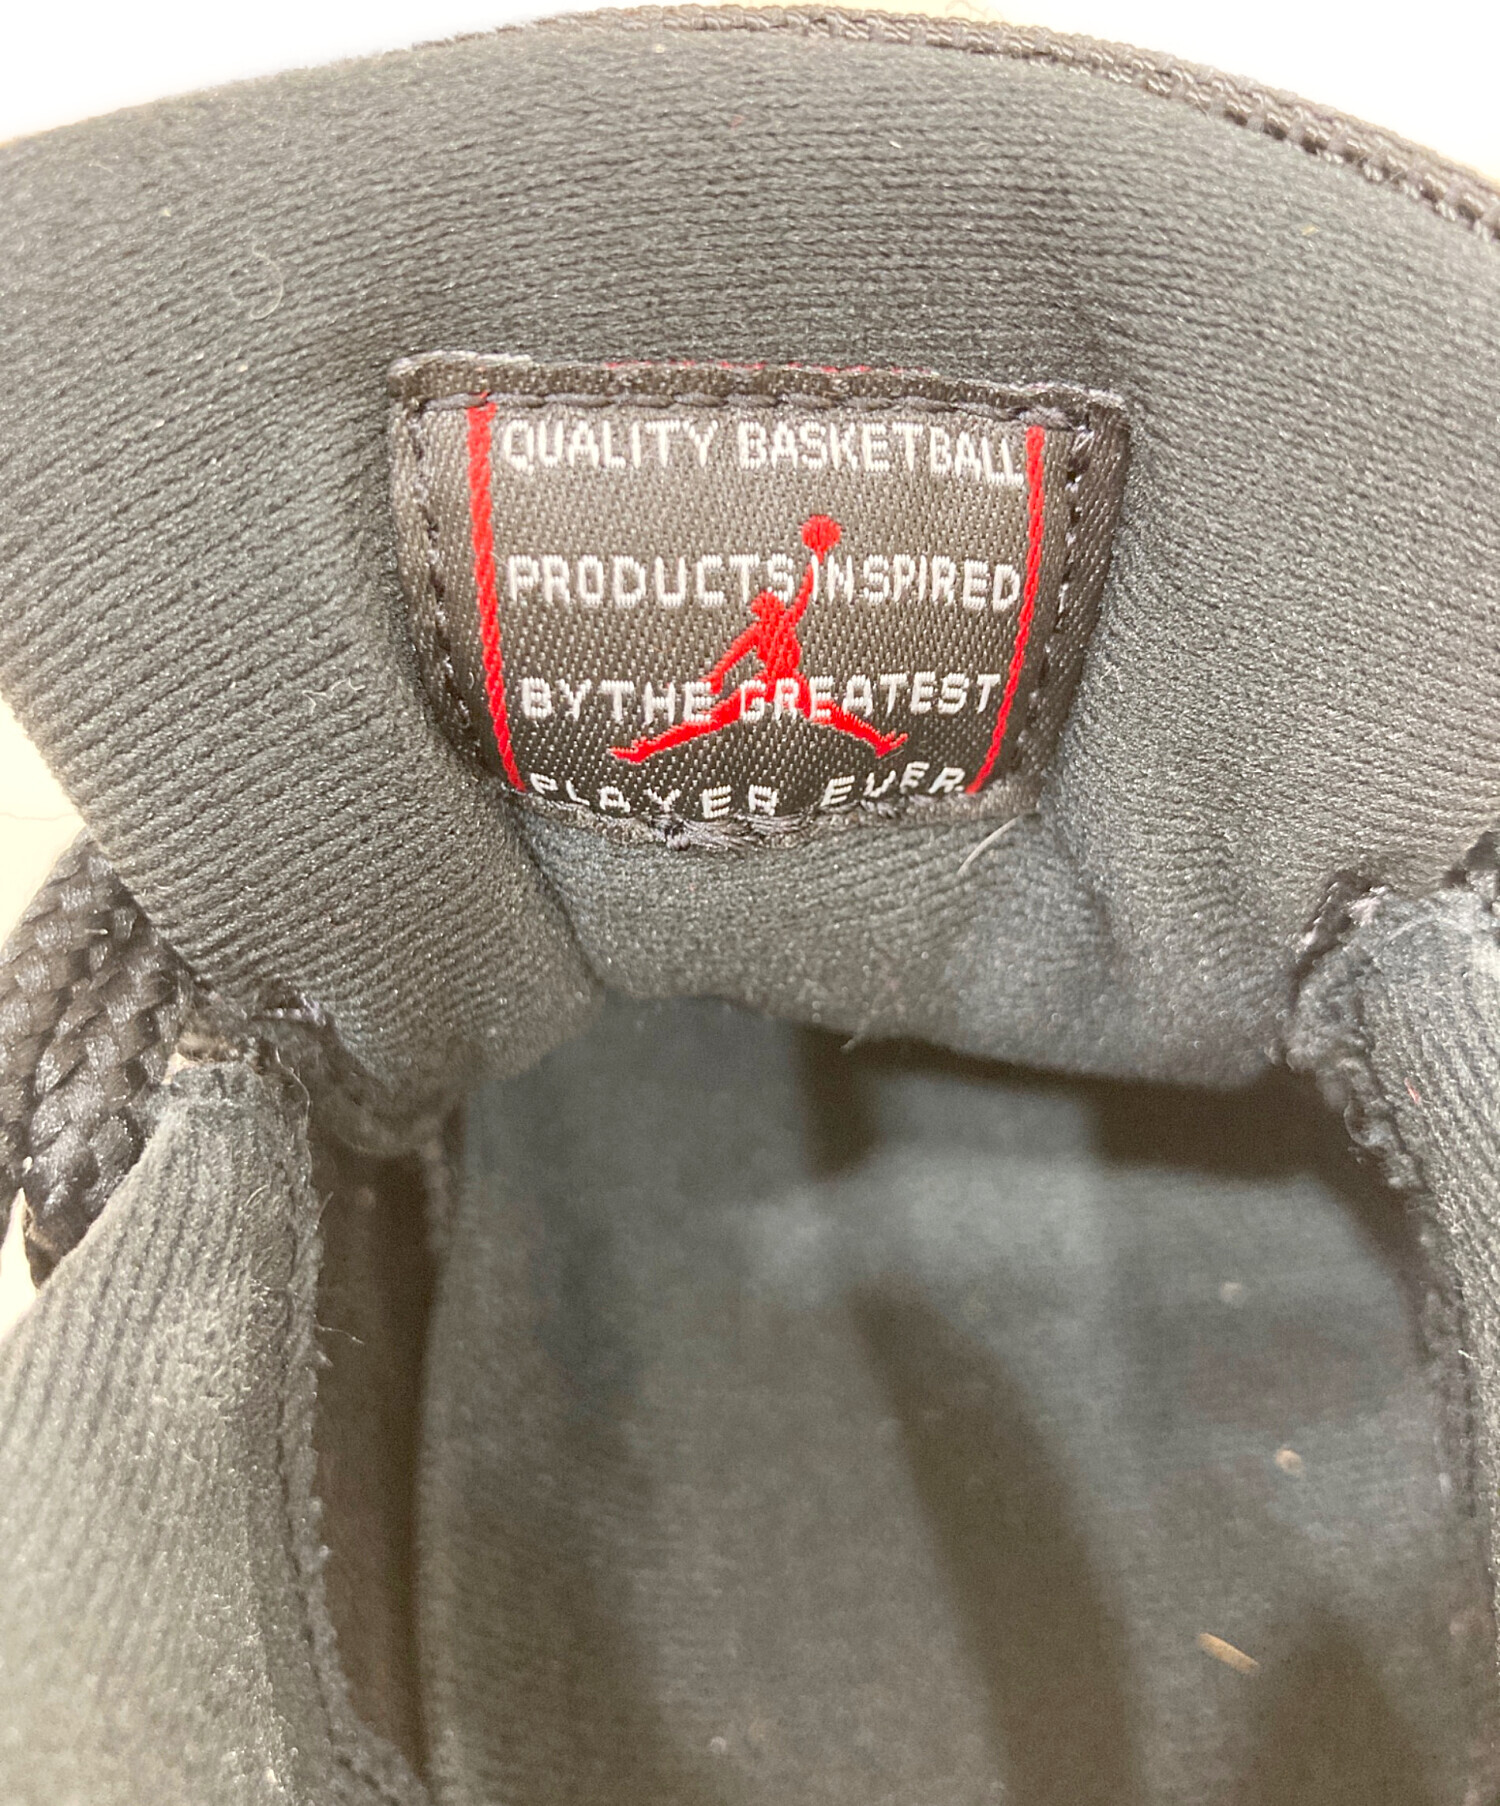 QUALITY BASKETBALL
PRODUCTS INSPIRED
BY THE GREATEST
PLAYER EVER.